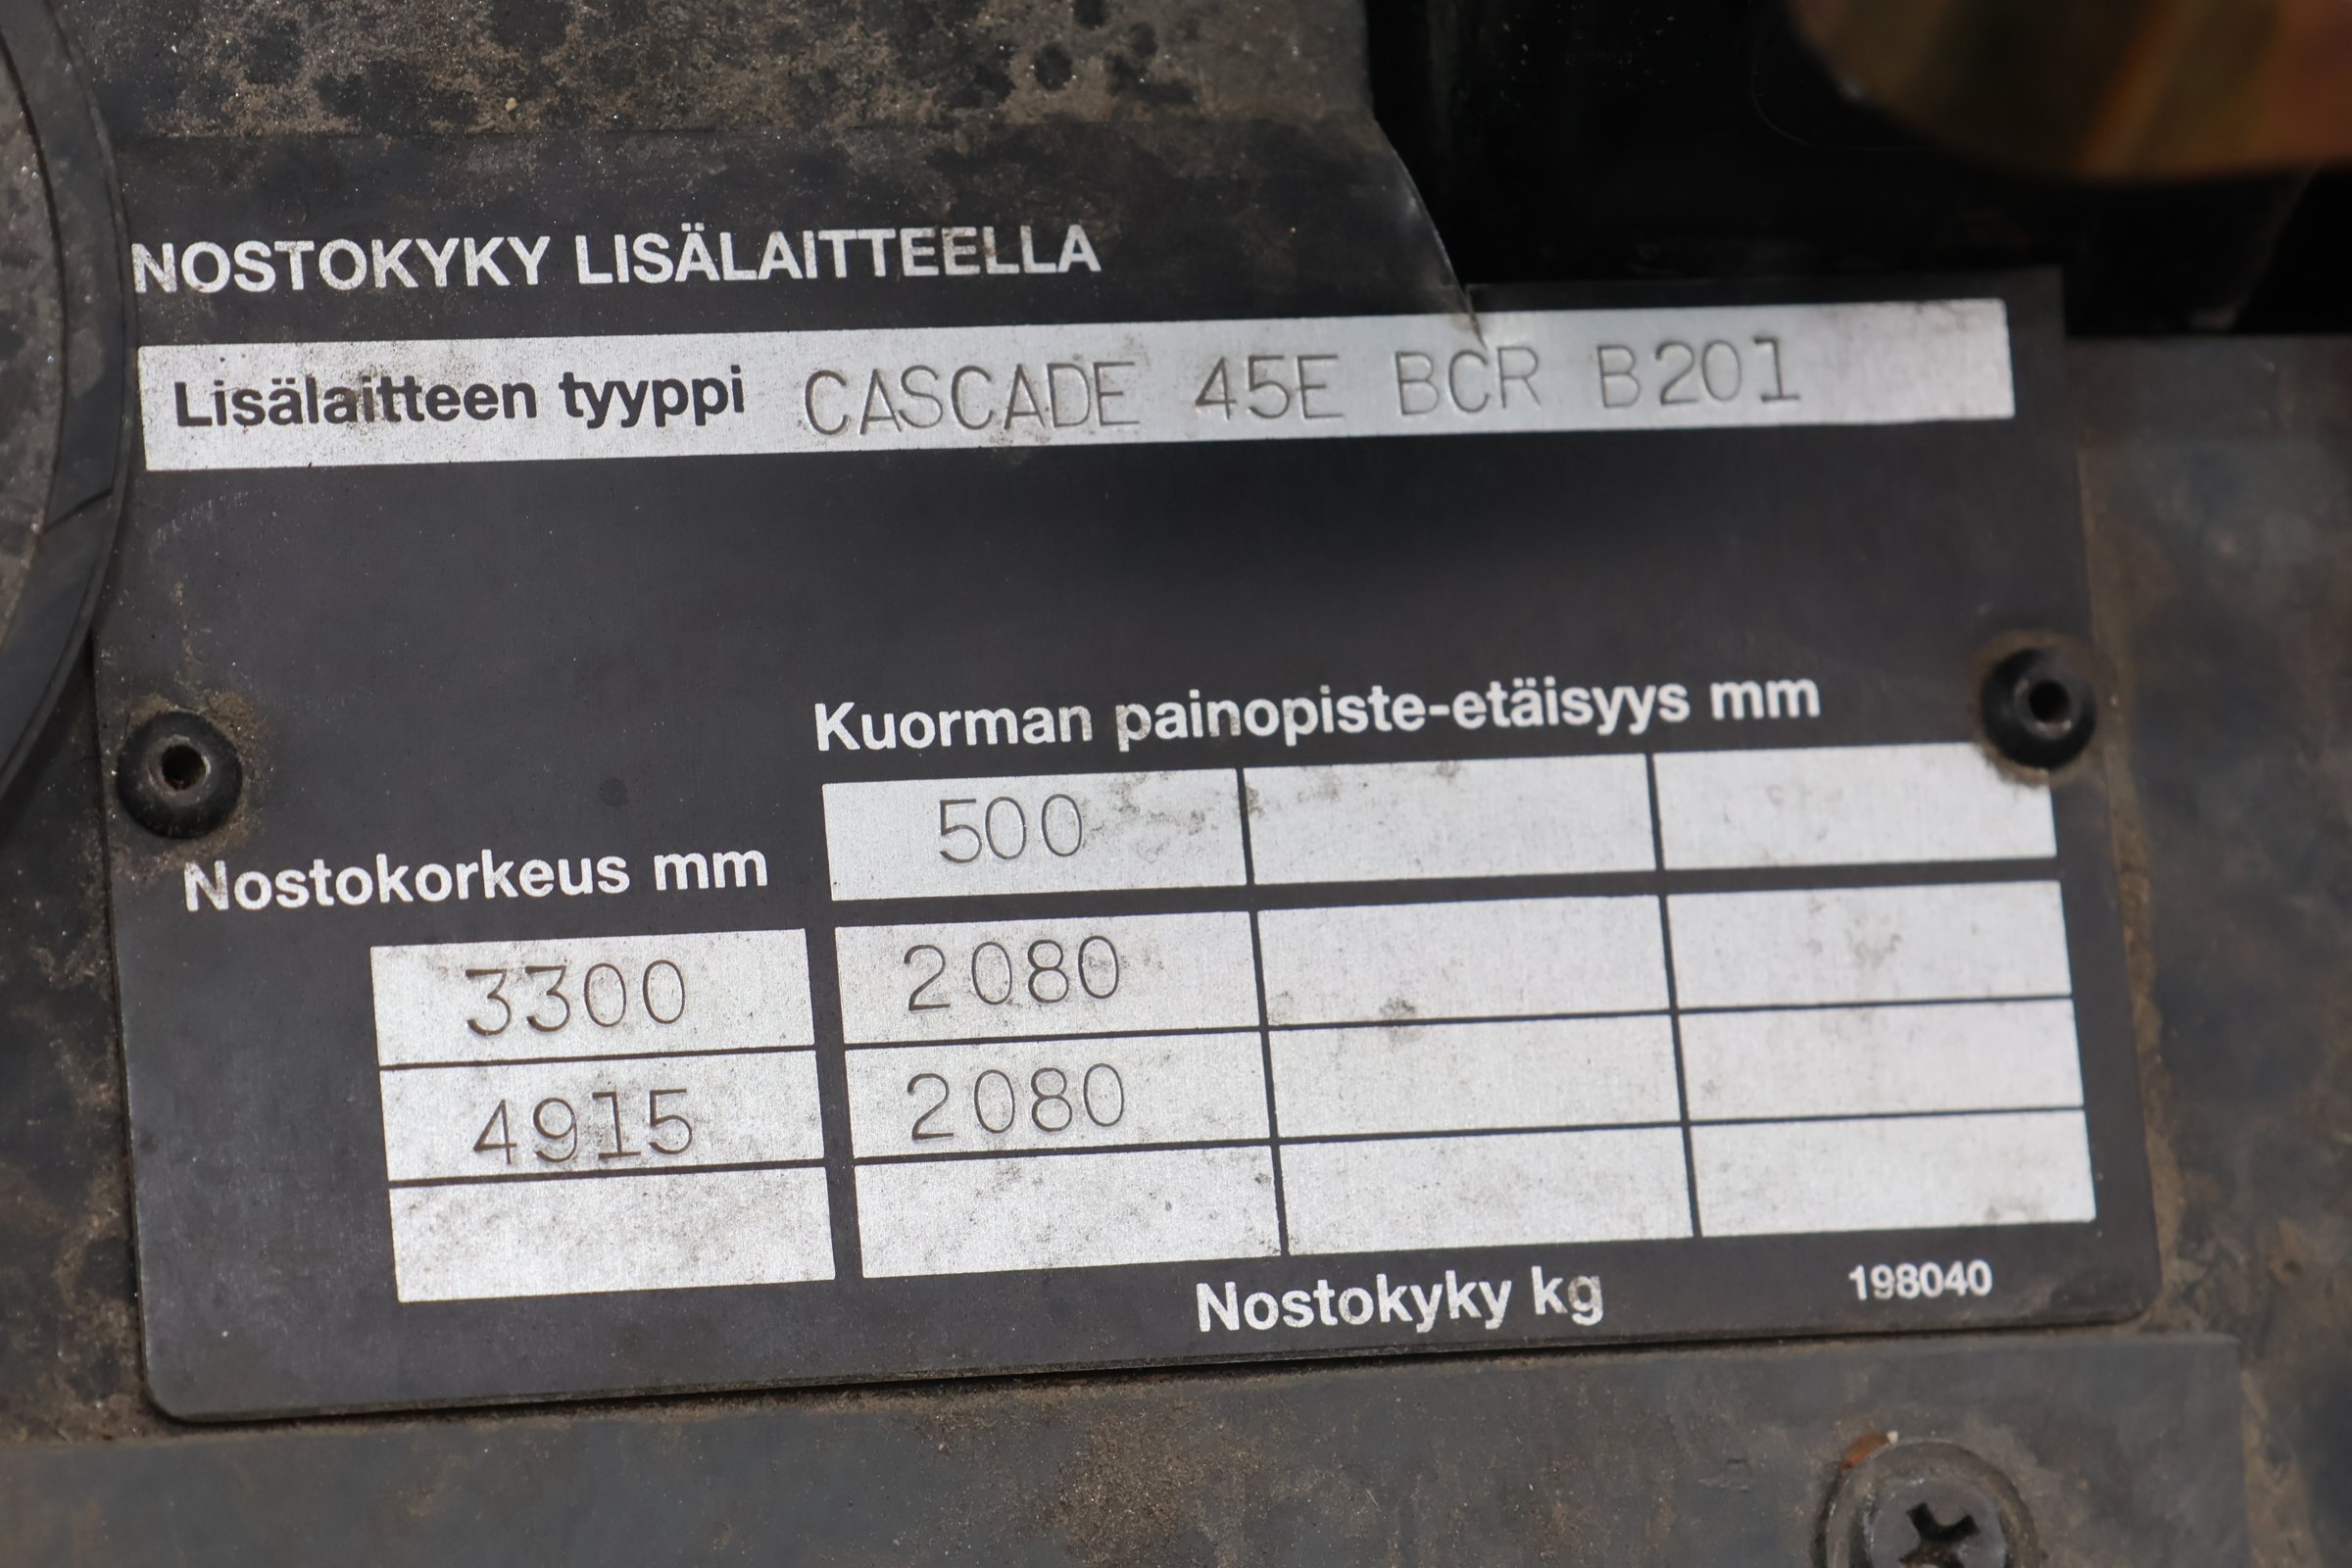 NOSTOKYKY LISÄLAITTEELLA
Lisälaitteen tyyppi CASCADE 45E BCR B201
Kuorman painopiste-etäisyys mm
500
Nostokorkeus mm
3300 2080
4915 2080
Nostokyky kg
198040